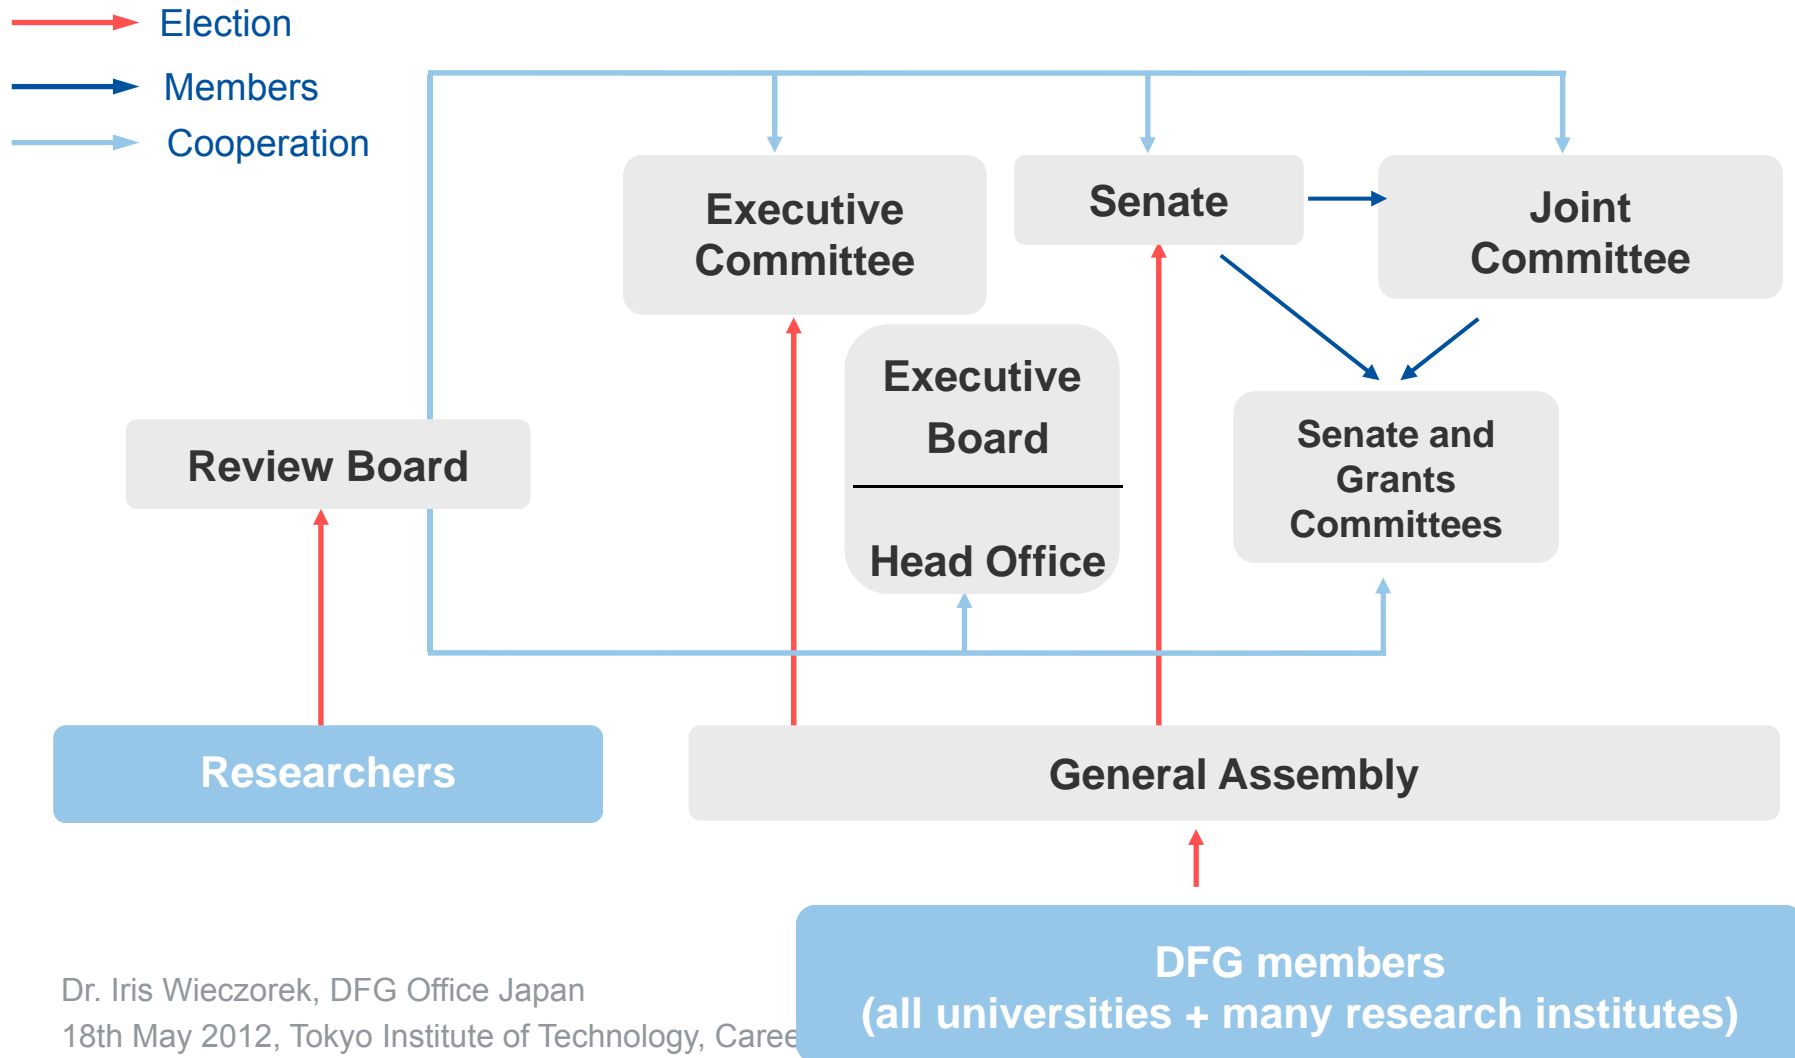 Election
Members
Cooperation
Executive
Committee
Senate
Joint
Committee
Executive
Board
Head Office
Review Board
Senate and
Grants
Committees
Researchers
General Assembly
DFG members
(all universities + many research institutes)
Dr. Iris Wieczorek, DFG Office Japan
18th May 2012, Tokyo Institute of Technology, Caree